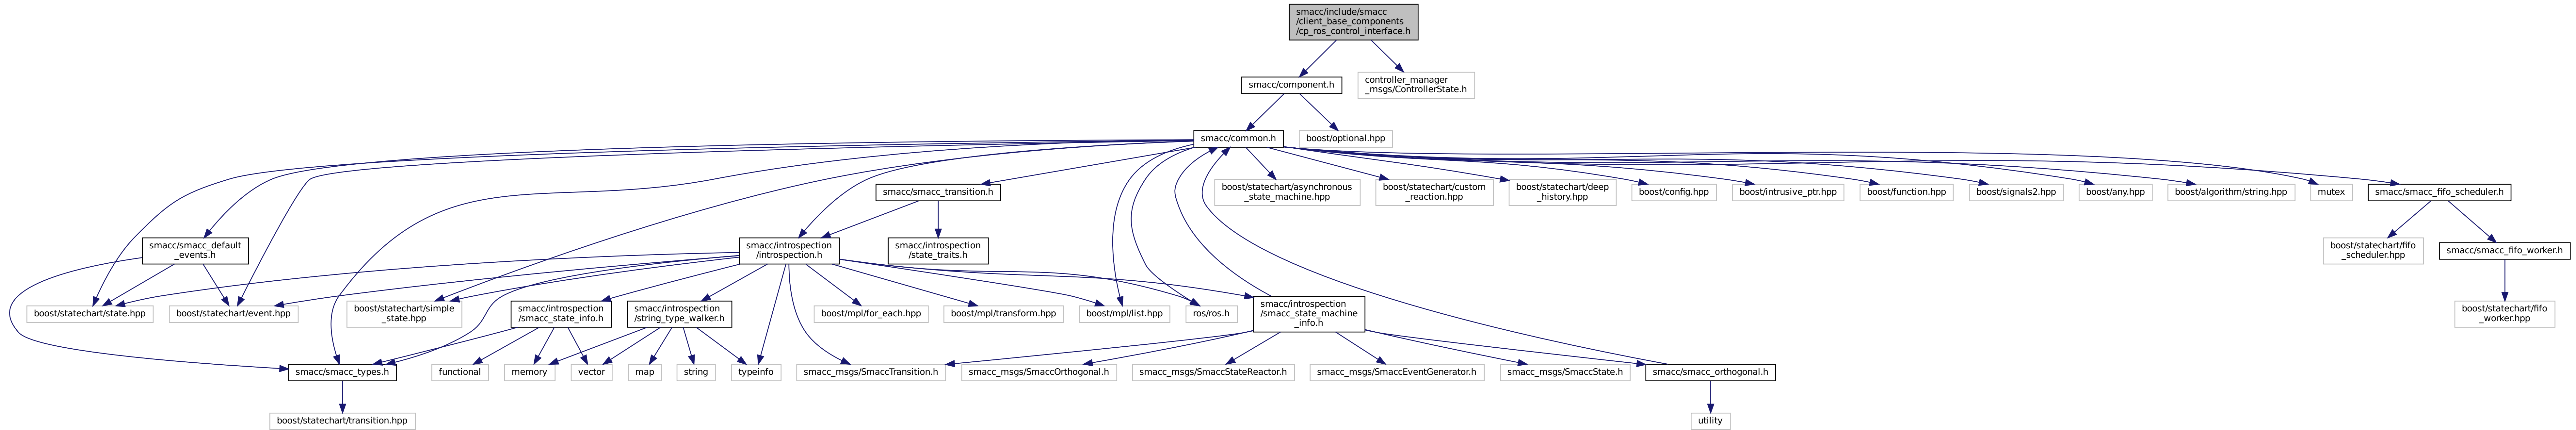 smacc/include/smacc
/client_base_components
/cp_ros_control_interface.h
smacc/component.h
controller_manager
_msgs/ControllerState.h
smacc/common.h
boost/optional.hpp
smacc/smacc_transition.h
boost/statechart/asynchronous
_state_machine.hpp
boost/statechart/custom
_reaction.hpp
boost/statechart/deep
_history.hpp
boost/config.hpp
boost/intrusive_ptr.hpp
boost/function.hpp
boost/signals2.hpp
boost/any.hpp
boost/algorithm/string.hpp
mutex
smacc/smacc_fifo_scheduler.h
smacc/smacc_default
_events.h
smacc/introspection
/introspection.h
smacc/introspection
/state_traits.h
boost/statechart/fifo
_scheduler.hpp
smacc/smacc_fifo_worker.h
boost/statechart/state.hpp
boost/statechart/event.hpp
boost/statechart/simple
_state.hpp
smacc/introspection
/smacc_state_info.h
smacc/introspection
/string_type_walker.h
boost/mpl/for_each.hpp
boost/mpl/transform.hpp
boost/mpl/list.hpp
ros/ros.h
smacc/introspection
/smacc_state_machine
_info.h
boost/statechart/fifo
_worker.hpp
smacc/smacc_types.h
functional
memory
vector
map
string
typeinfo
smacc_msgs/SmaccTransition.h
smacc_msgs/SmaccOrthogonal.h
smacc_msgs/SmaccStateReactor.h
smacc_msgs/SmaccEventGenerator.h
smacc_msgs/SmaccState.h
smacc/smacc_orthogonal.h
boost/statechart/transition.hpp
utility